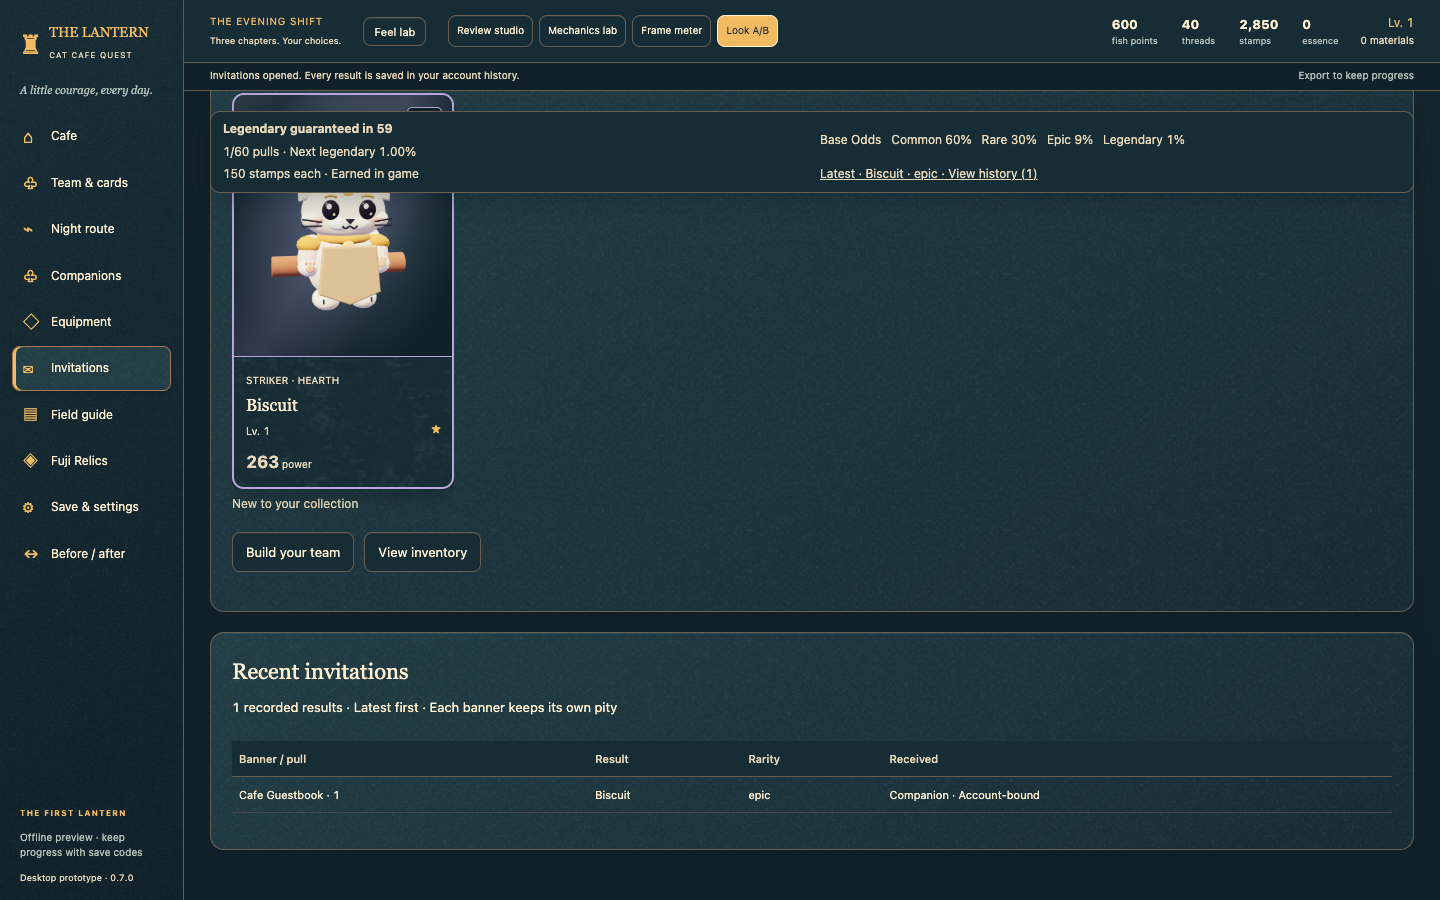 THE LANTERN
CAT CAFE QUEST
A little courage, every day.
Cafe
Team & cards
Night route
Companions
Equipment
Invitations
Field guide
Fuji Relics
Save & settings
Before / after
THE FIRST LANTERN
Offline preview · keep
progress with save codes
Desktop prototype · 0.7.0
THE EVENING SHIFT
Three chapters. Your choices.
Feel lab
Review studio
Mechanics lab
Frame meter
Look A/B
600
fish points
40
threads
2,850
stamps
0
essence
Lv. 1
0 materials
Invitations opened. Every result is saved in your account history.
Export to keep progress
Legendary guaranteed in 59
1/60 pulls · Next legendary 1.00%
150 stamps each · Earned in game
Base Odds Common 60% Rare 30% Epic 9% Legendary 1%
Latest · Biscuit · epic · View history (1)
STRIKER · HEARTH
Biscuit
Lv. 1
263 power
New to your collection
Build your team
View inventory
Recent invitations
1 recorded results · Latest first · Each banner keeps its own pity
Banner / pull Result Rarity Received
Cafe Guestbook · 1 Biscuit epic Companion · Account-bound